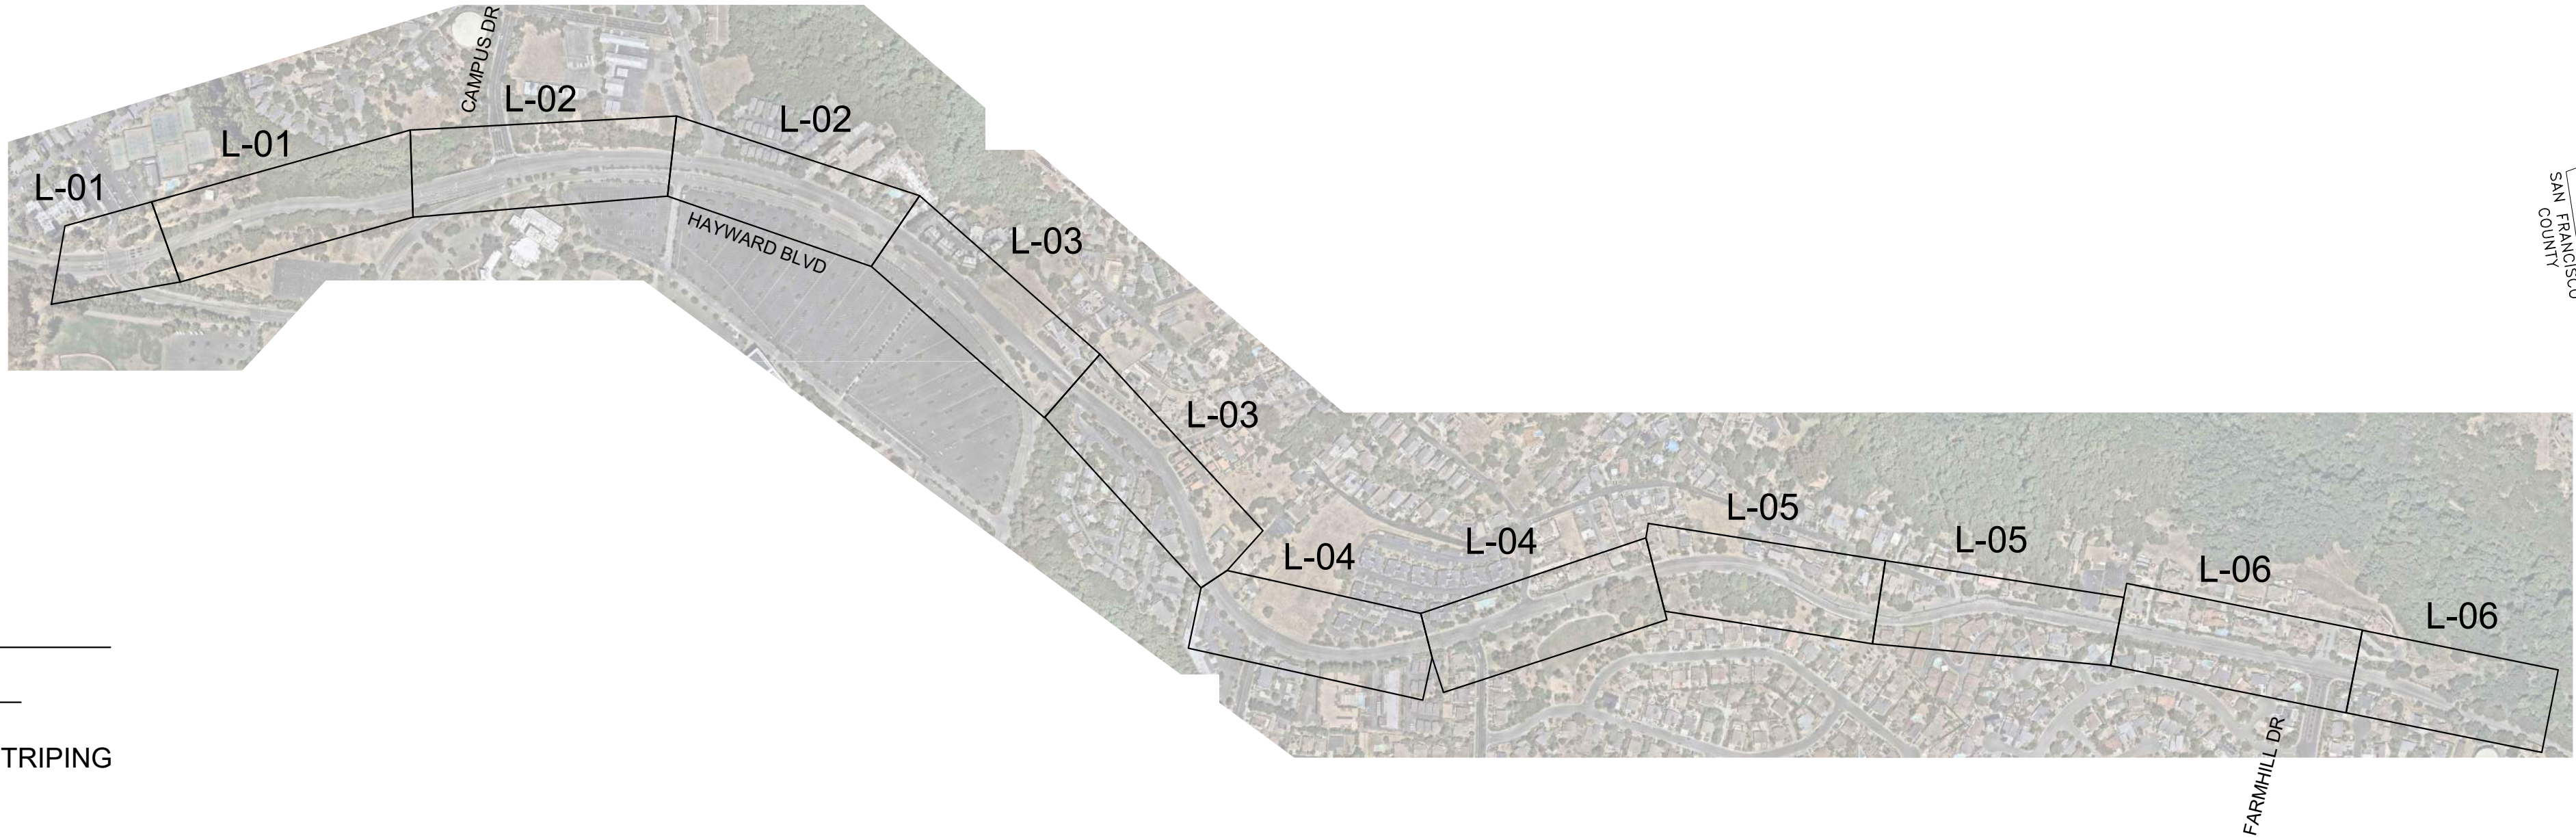 CAMPUS DR
L-02
L-02
L-01
L-01
HAYWARD BLVD
L-03
SAN FRANCISCO
COUNTY
L-03
L-04
L-04
L-05
L-05
L-06
L-06
FARMHILL DR
TRIPING